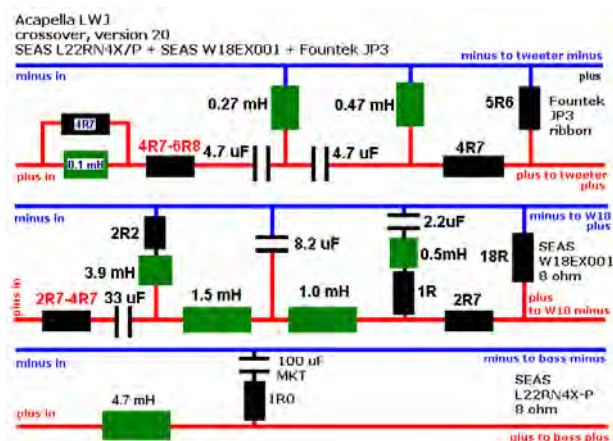 Acapella LWJ
crossover, version 20
SEAS L22RN4X/P + SEAS W18EX001 + Fountek JP3
minus to tweeter minus
minus in
plus
0.27 mH
0.47 mH
5R6
Fountek
JP3
ribbon
4R7
4R7-6R8
4.7 uF
4.7 uF
4R7
0.1 mH
plus in
plus to tweeter plus
minus in
minus to W18
plus
2R2
8.2 uF
2.2uF
0.5mH
18R
SEAS
W18EX001
8 ohm
3.9 mH
1.5 mH
1.0 mH
1R
plus in
2R7-4R7
33 uF
2R7
plus
to W18 minus
minus in
minus to bass minus
100 uF
MKT
SEAS
L22RN4X-P
8 ohm
4.7 mH
1R0
plus in
plus to bass plus